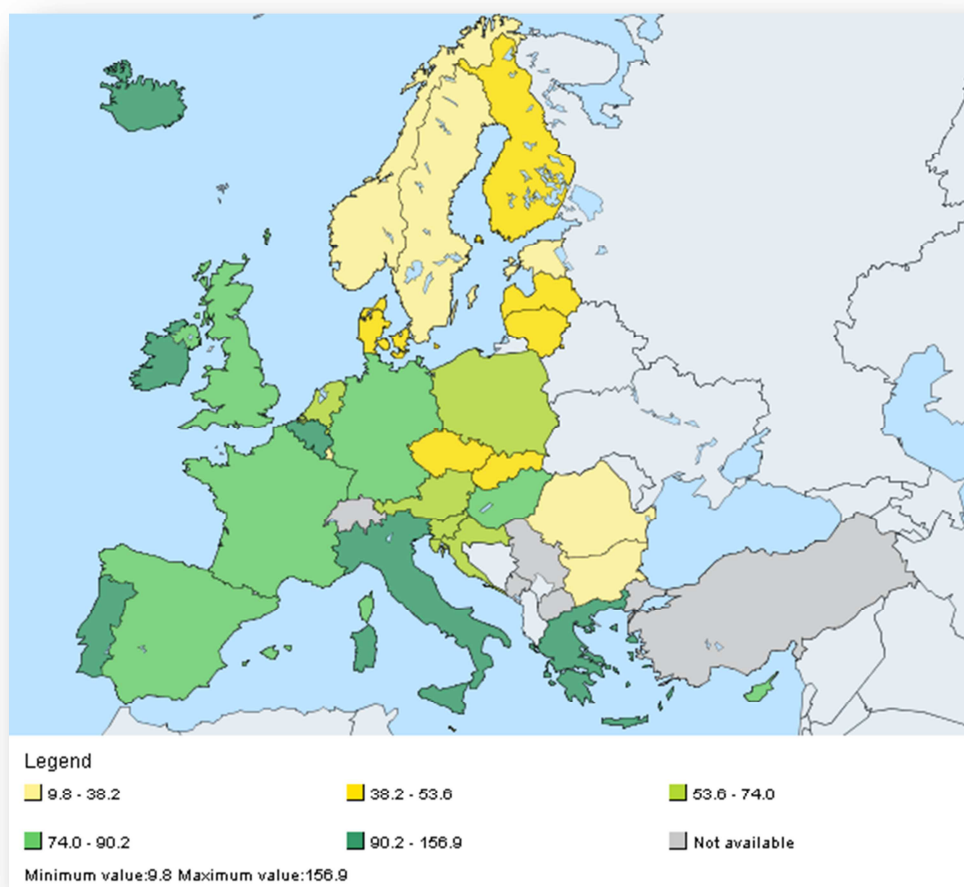 Legend
9.8 - 38.2
38.2 - 53.6
53.6 - 74.0
74.0 - 90.2
90.2 - 156.9
Not available
Minimum value:9.8 Maximum value:156.9